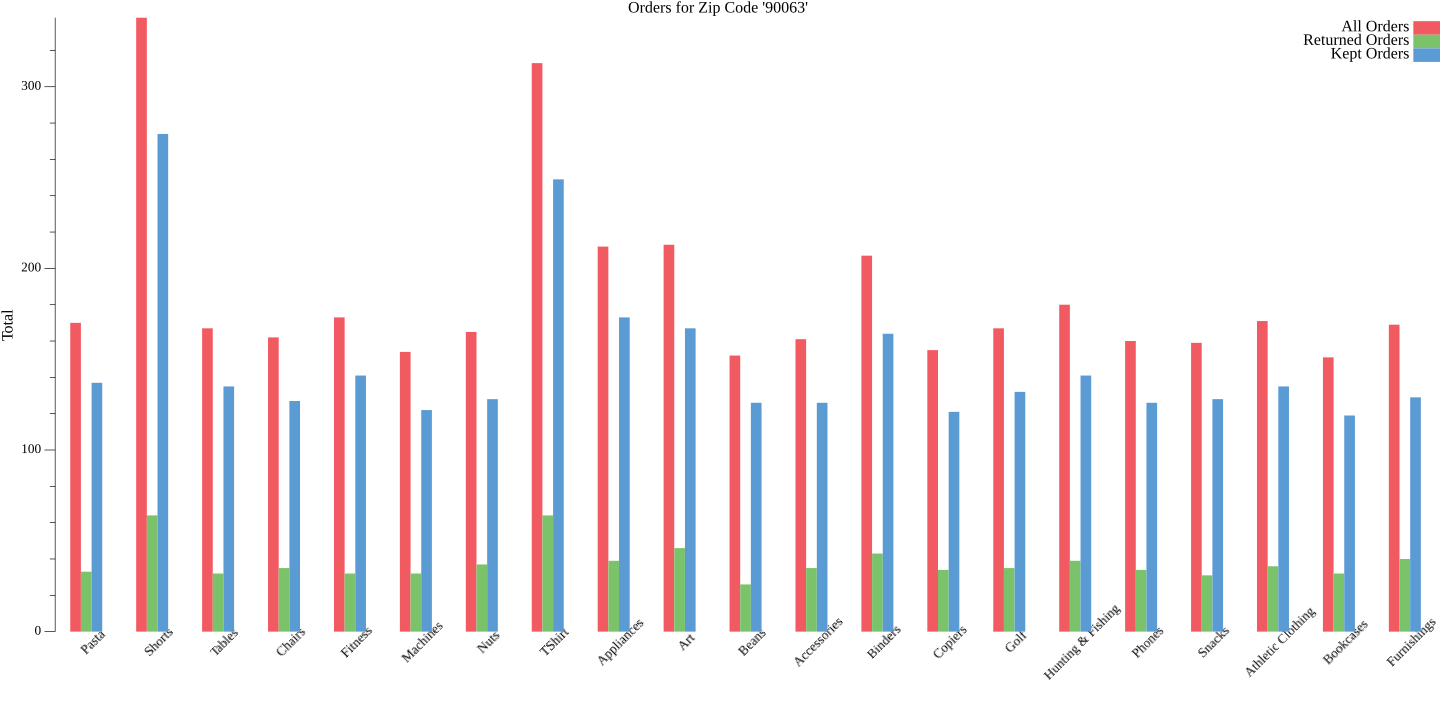 Orders for Zip Code '90063'
All Orders
Returned Orders
Kept Orders
Total
300
200
100
0
Pasta
Shorts
Tables
Chairs
Fitness
Machines
Nuts
TShirt
Appliances
Art
Beans
Accessories
Binders
Copiers
Golf
Hunting & Fishing
Phones
Snacks
Athletic Clothing
Bookcases
Furnishings